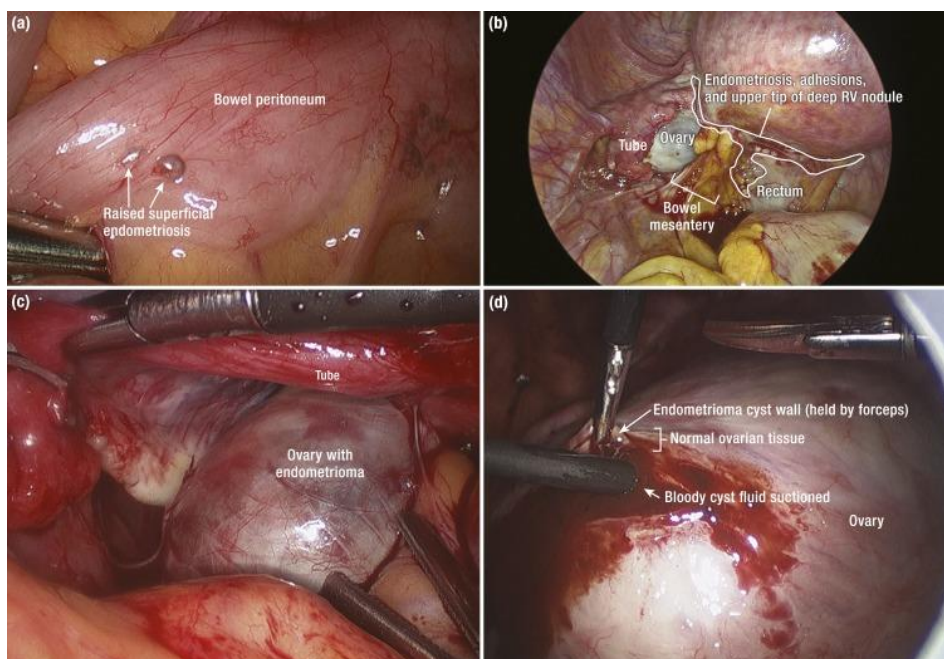 (a)
Bowel peritoneum
Raised superficial
endometriosis
(b)
Endometriosis, adhesions,
and upper tip of deep RV nodule
Ovary
Tube
Rectum
Bowel
mesentery
(c)
Tube
Ovary with
endometrioma
(d)
Endometrioma cyst wall (held by forceps)
Normal ovarian tissue
Bloody cyst fluid suctioned
Ovary